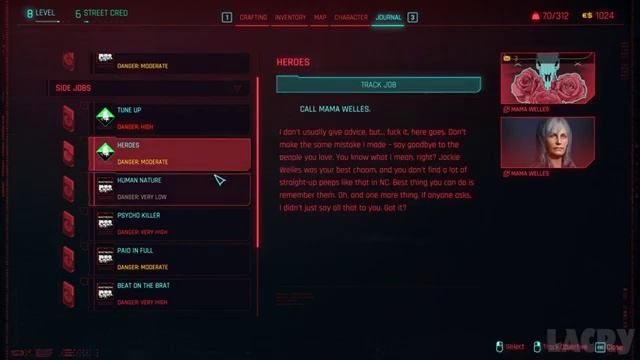 8 LEVEL
6 STREET CRED
1 CRAFTING INVENTORY MAP CHARACTER JOURNAL 3
70/312
€$ 1024
DANGER: MODERATE
SIDE JOBS
TUNE UP
DANGER: HIGH
HEROES
DANGER: MODERATE
HUMAN NATURE
DANGER: VERY LOW
PSYCHO KILLER
DANGER: VERY HIGH
PAID IN FULL
DANGER: MODERATE
BEAT ON THE BRAT
DANGER: VERY HIGH
HEROES
TRACK JOB
CALL MAMA WELLES.
I don't usually give advice, but... fuck it, here goes. Don't
make the same mistake I made - say goodbye to the
people you love. You know what I mean, right? Jackie
Welles was your best choom, and you don't find a lot of
straight-up peeps like that in NC. Best thing you can do is
remember them. Oh, and one more thing. If anyone asks,
I didn't just say all that to you. Got it?
MAMA WELLES
MAMA WELLES
Select
Track Objective
Close
LACRY